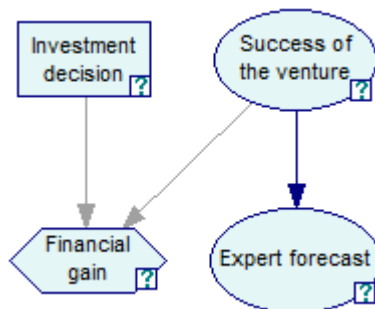 Investment
decision
?
Success of
the venture
?
Financial
gain
?
Expert forecast
?